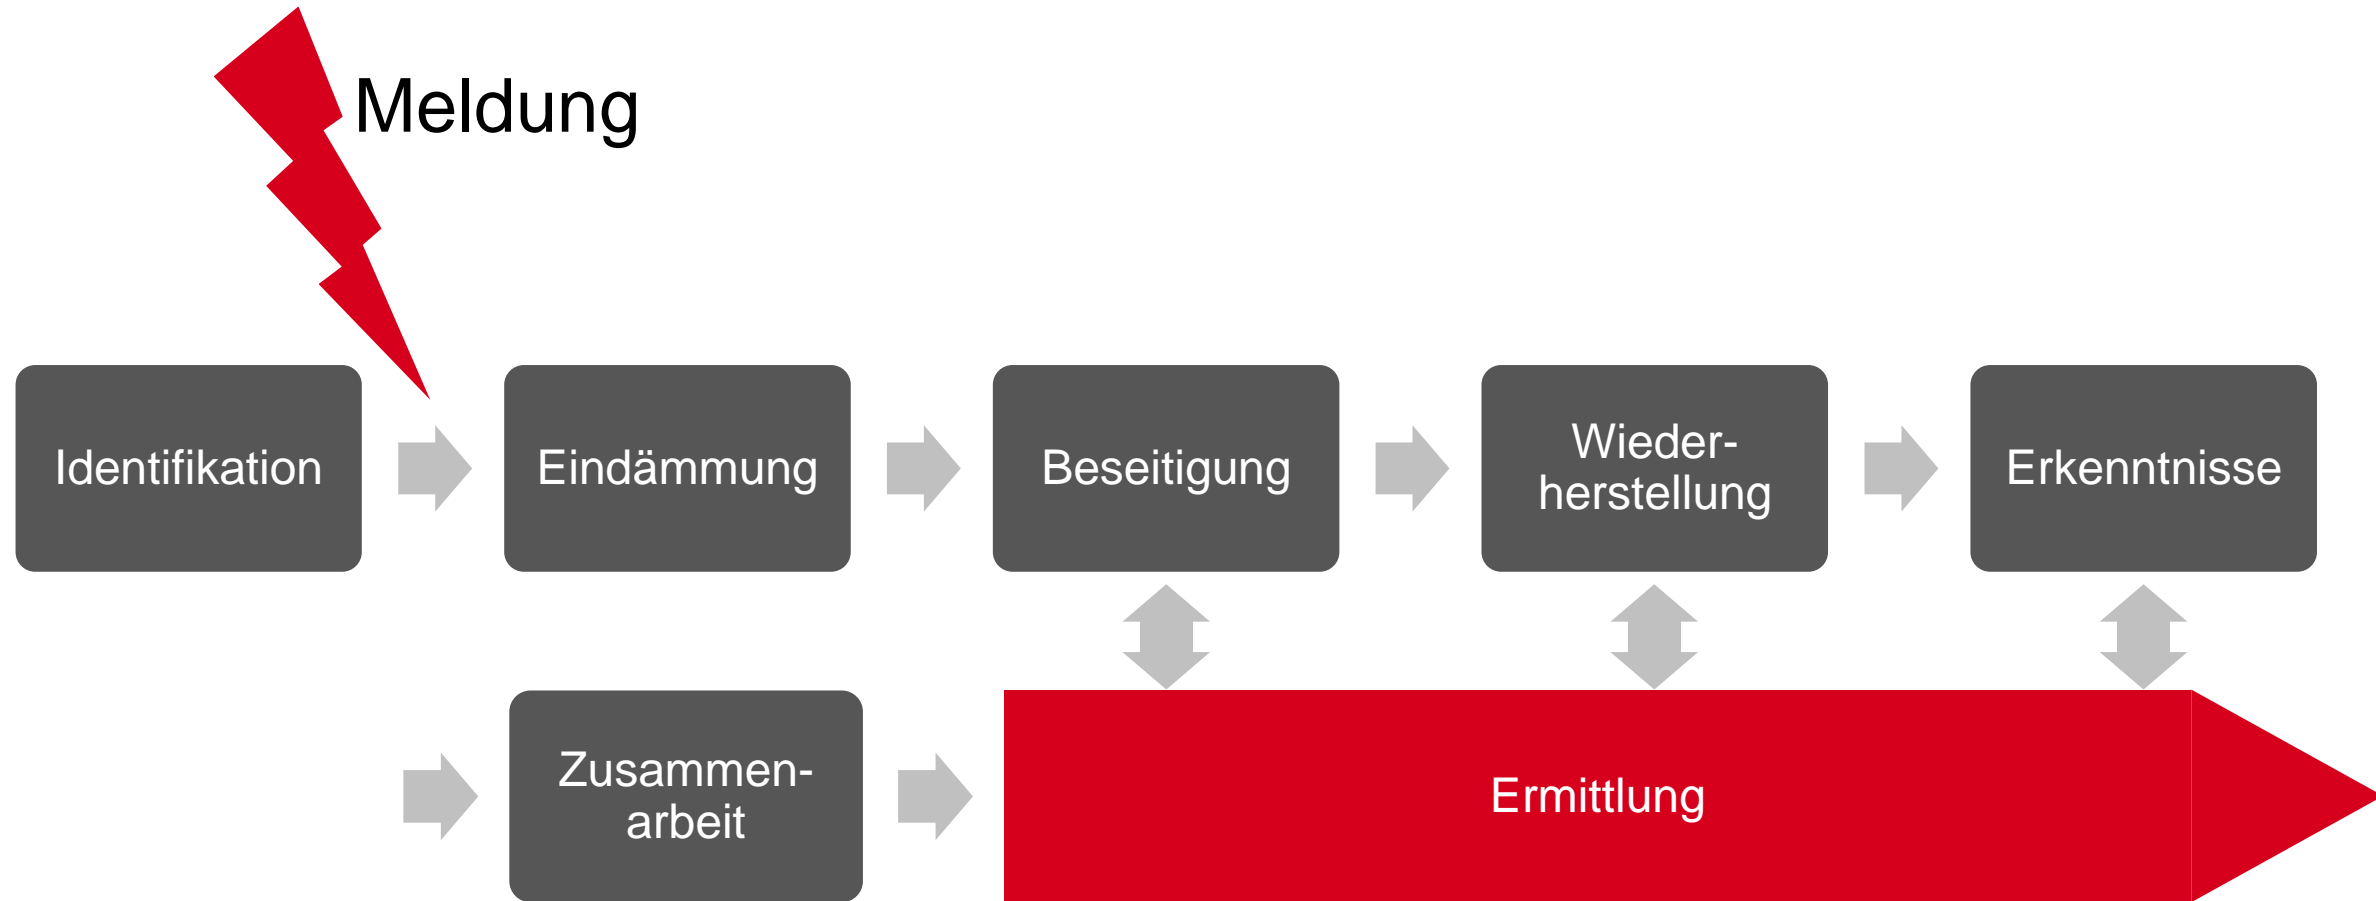 Meldung
Identifikation
Eindämmung
Beseitigung
Wieder-
herstellung
Erkenntnisse
Zusammen-
arbeit
Ermittlung